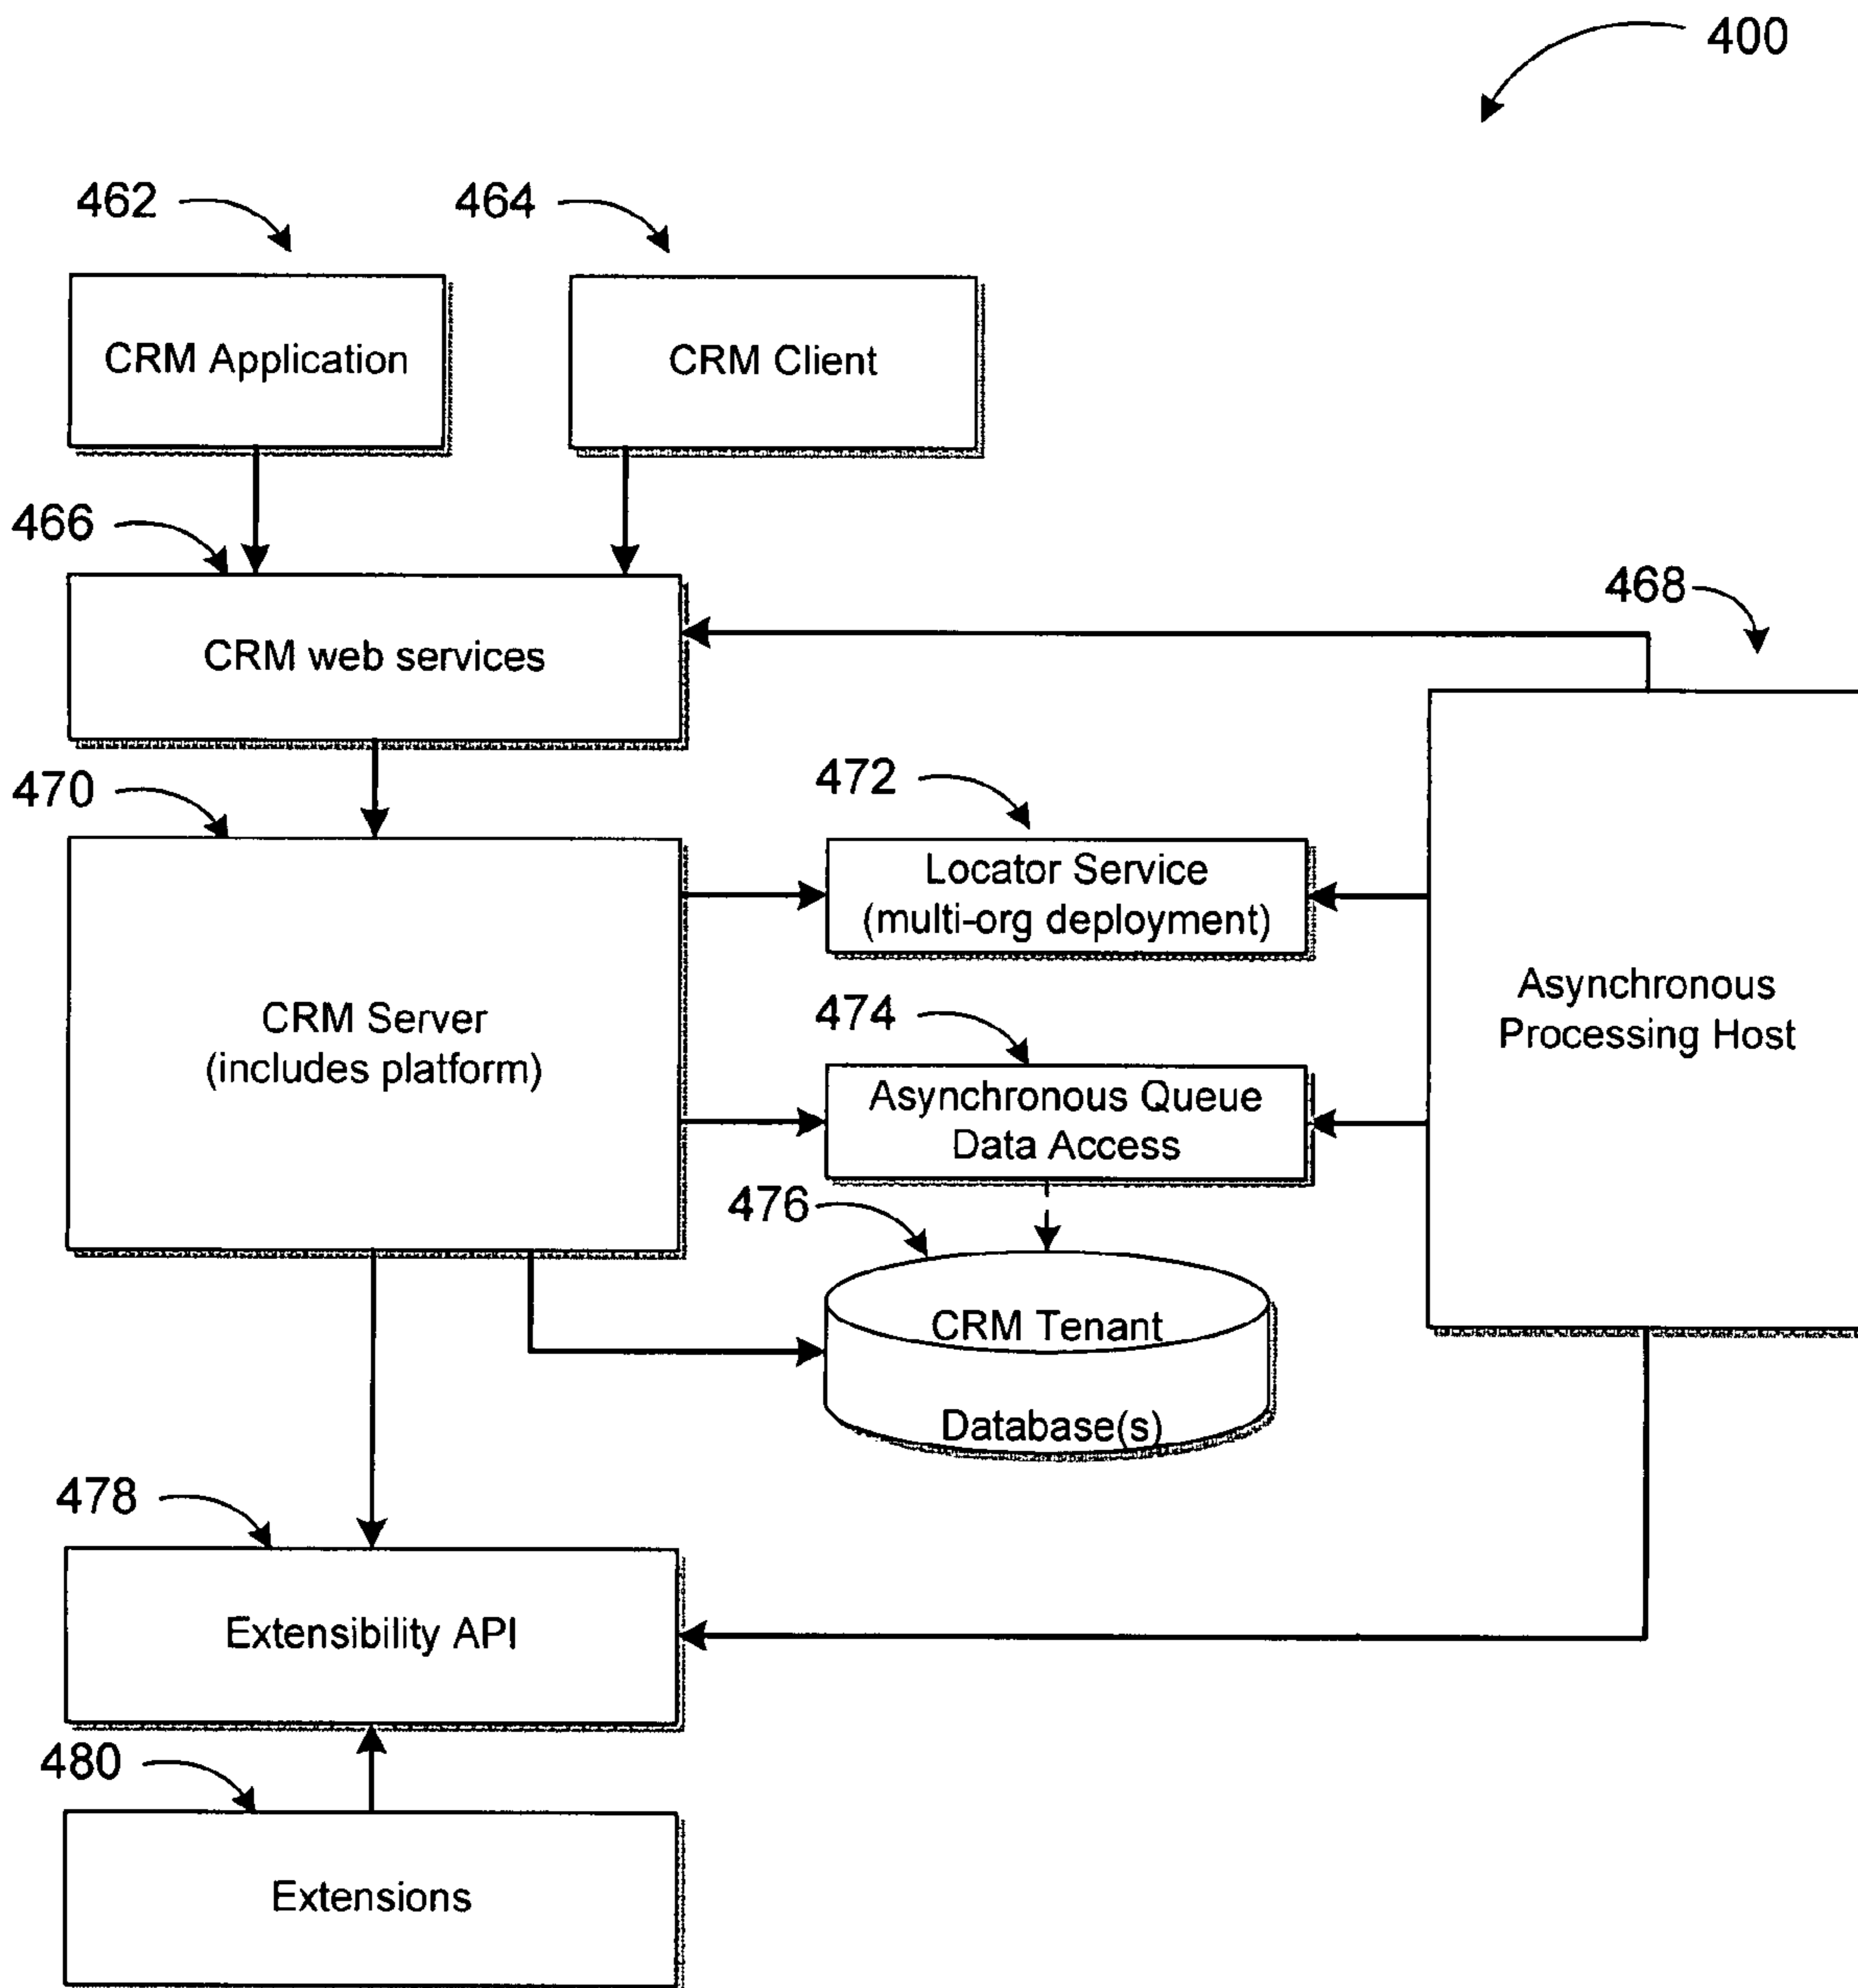 400
462
464
CRM Application
CRM Client
466
468
CRM web services
470
472
Locator Service
(multi-org deployment)
Asynchronous
Processing Host
CRM Server
(includes platform)
474
Asynchronous Queue
Data Access
476
CRM Tenant
Database(s)
478
Extensibility API
480
Extensions